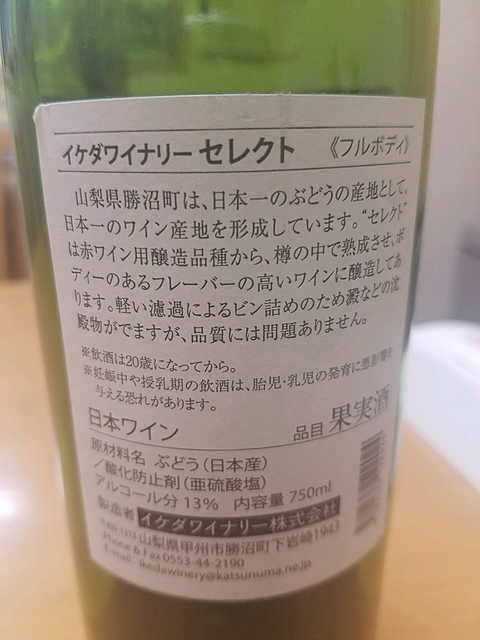 イケダワイナリー セレクト 《フルボディ》
山梨県勝沼町は、日本一のぶどうの産地として、
日本一のワイン産地を形成しています。“セレクト”
は赤ワイン用醸造品種から、樽の中で熟成させ、ボ
ディーのあるフレーバーの高いワインに醸造してあ
ります。軽い濾過によるビン詰めのため澱などの沈
殿物がでますが、品質には問題ありません。
※飲酒は20歳になってから。
※妊娠中や授乳期の飲酒は、胎児・乳児の発育に悪影響を
与える恐れがあります。
日本ワイン 品目 果実酒
原材料名 ぶどう(日本産)
/酸化防止剤(亜硫酸塩)
アルコール分 13% 内容量 750ml
製造者 イケダワイナリー株式会社
山梨県甲州市勝沼町下岩崎1943
Phone & Fax 0553-44-2190
E-mail : ikedawinery@katsunuma.ne.jp